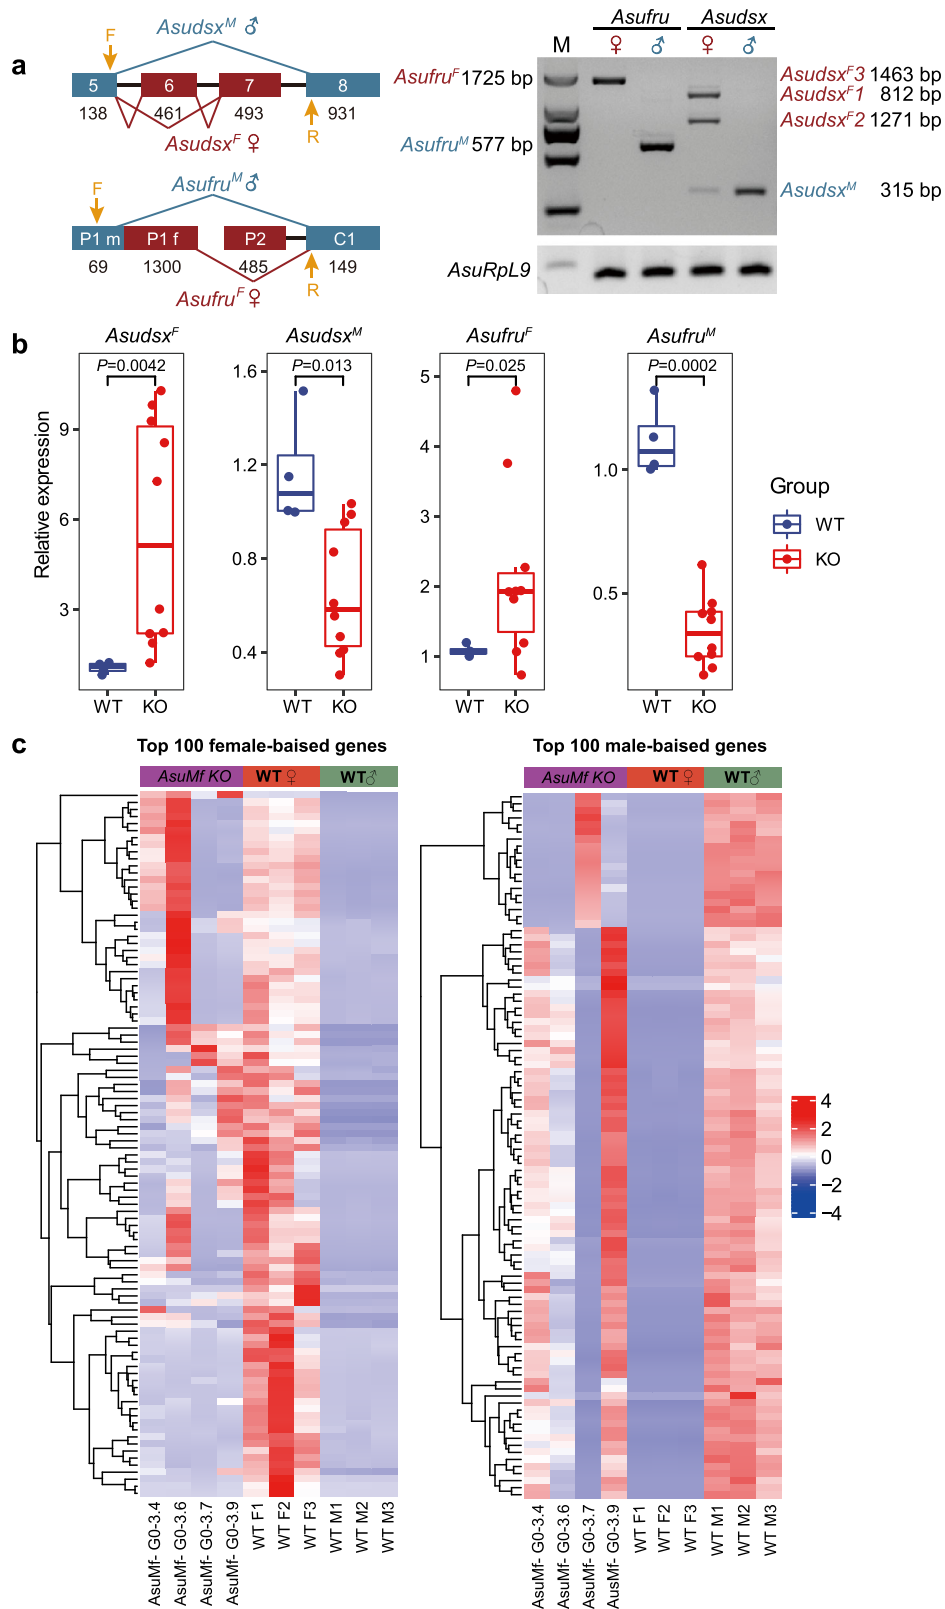 a
Asudsx^M ♂
F
5 6 7 8
138 461 493 931
Asudsx^F ♀
R
Asufru^M ♂
F
P1 m P1 f P2 C1
69 1300 485 149
Asufru^F ♀
R
Asufru Asudsx
M ♀ ♂ ♀ ♂
Asufru^F 1725 bp
Asufru^M 577 bp
Asudsx^F3 1463 bp
Asudsx^F1 812 bp
Asudsx^F2 1271 bp
Asudsx^M 315 bp
AsuRpL9
b
Asudsx^F Asudsx^M Asufru^F Asufru^M
P=0.0042 P=0.013 P=0.025 P=0.0002
Relative expression
9
6
3
1.6
1.2
0.8
0.4
5
4
3
2
1
1.0
0.5
WT KO WT KO WT KO WT KO
Group
WT
KO
c
Top 100 female-baised genes
AsuMf KO WT ♀ WT♂
AsuMf- G0-3.4
AsuMf- G0-3.6
AsuMf- G0-3.7
AsuMf- G0-3.9
WT F1
WT F2
WT F3
WT M1
WT M2
WT M3
Top 100 male-baised genes
AsuMf KO WT ♀ WT♂
AsuMf- G0-3.4
AsuMf- G0-3.6
AsuMf- G0-3.7
AusMf- G0-3.9
WT F1
WT F2
WT F3
WT M1
WT M2
WT M3
4
2
0
−2
−4